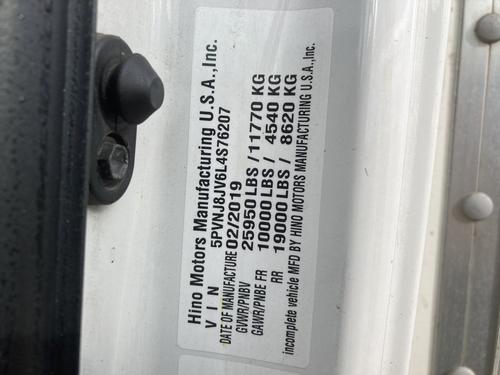 Hino Motors Manufacturing U.S.A.,Inc.
V I N 5PVNJ8JV6L4S76207
DATE OF MANUFACTURE 02/2019
GVWR/PNBV 25950 LBS / 11770 KG
GAWR/PNBE FR 10000 LBS / 4540 KG
RR 19000 LBS / 8620 KG
incomplete vehicle MFD BY HINO MOTORS MANUFACTURING U.S.A.,Inc.